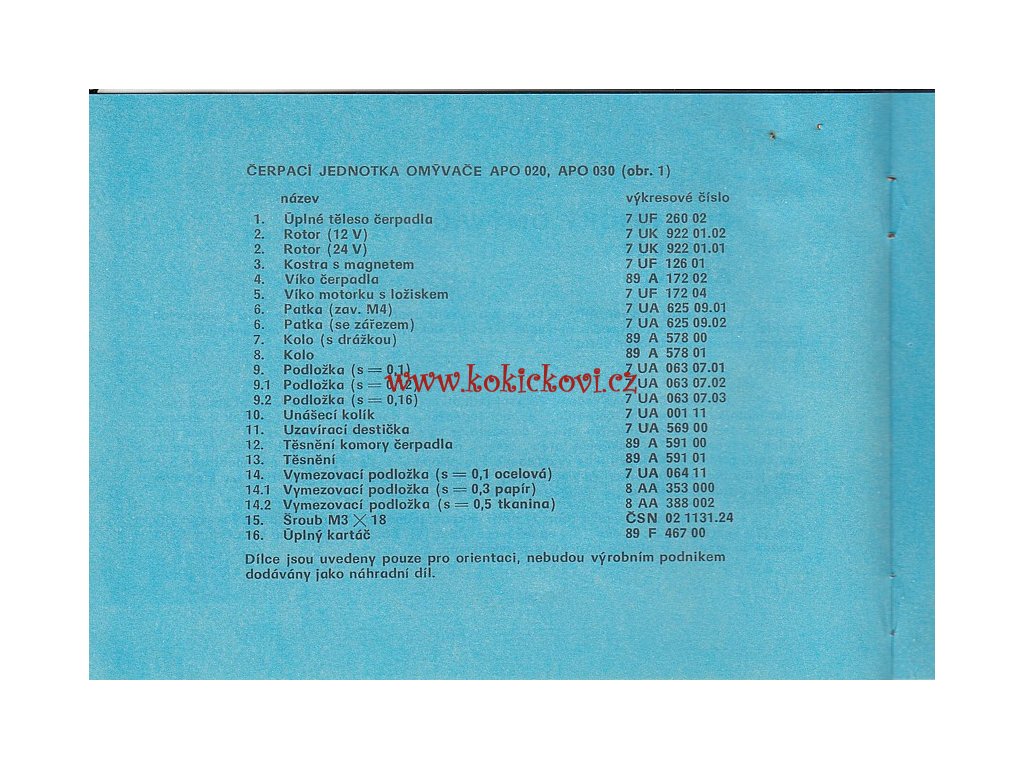 ČERPACÍ JEDNOTKA OMÝVAČE APO 020, APO 030 (obr. 1)
název výkresové číslo
1. Úplné těleso čerpadla 7 UF 260 02
2. Rotor (12 V) 7 UK 922 01.02
2. Rotor (24 V) 7 UK 922 01.01
3. Kostra s magnetem 7 UF 126 01
4. Víko čerpadla 89 A 172 02
5. Víko motorku s ložiskem 7 UF 172 04
6. Patka (zav. M4) 7 UA 625 09.01
6. Patka (se zářezem) 7 UA 625 09.02
7. Kolo (s drážkou) 89 A 578 00
8. Kolo 89 A 578 01
9. Podložka (s = 0,1) 7 UA 063 07.01
www.kokickovi.cz
9.1 Podložka (s = 0,12) 7 UA 063 07.02
9.2 Podložka (s = 0,16) 7 UA 063 07.03
10. Unášecí kolík 7 UA 001 11
11. Uzavírací destička 7 UA 569 00
12. Těsnění komory čerpadla 89 A 591 00
13. Těsnění 89 A 591 01
14. Vymezovací podložka (s = 0,1 ocelová) 7 UA 064 11
14.1 Vymezovací podložka (s = 0,3 papír) 8 AA 353 000
14.2 Vymezovací podložka (s = 0,5 tkanina) 8 AA 388 002
15. Šroub M3 × 18 ČSN 02 1131.24
16. Úplný kartáč 89 F 467 00
Dílce jsou uvedeny pouze pro orientaci, nebudou výrobním podnikem
dodávány jako náhradní díl.